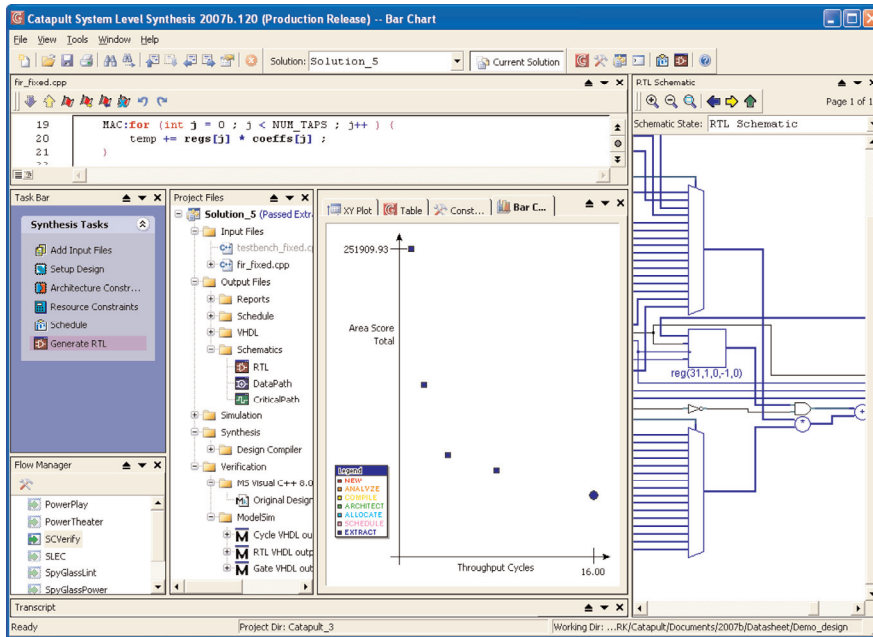 Catapult System Level Synthesis 2007b.120 (Production Release) -- Bar Chart
File View Tools Window Help
Solution: Solution_5 Current Solution
fir_fixed.cpp
19 MAC:for (int j = 0 ; j < NUM_TAPS ; j++ ) {
20 temp += regs[j] * coeffs[j] ;
21 }
RTL Schematic
Page 1 of 1
Schematic State: RTL Schematic
reg(31,1,0,-1,0)
Task Bar
Synthesis Tasks
Add Input Files
Setup Design
Architecture Constr...
Resource Constraints
Schedule
Generate RTL
Flow Manager
PowerPlay
PowerTheater
SCVerify
SLEC
SpyGlassLint
SpyGlassPower
Project Files
Solution_5 (Passed Extr
Input Files
testbench_fixed.c
fir_fixed.cpp
Output Files
Reports
Schedule
VHDL
Schematics
RTL
DataPath
CriticalPath
Simulation
Synthesis
Design Compiler
Verification
MS Visual C++ 8.0
Original Design
ModelSim
Cycle VHDL ou
RTL VHDL outp
Gate VHDL out
XY Plot Table Const... Bar C...
251909.93
Area Score
Total
Legend
NEW
ANALYZE
COMPILE
ARCHITECT
ALLOCATE
SCHEDULE
EXTRACT
Throughput Cycles
16.00
Transcript
Ready Project Dir: Catapult_3 Working Dir: ...RK/Catapult/Documents/2007b/Datasheet/Demo_design